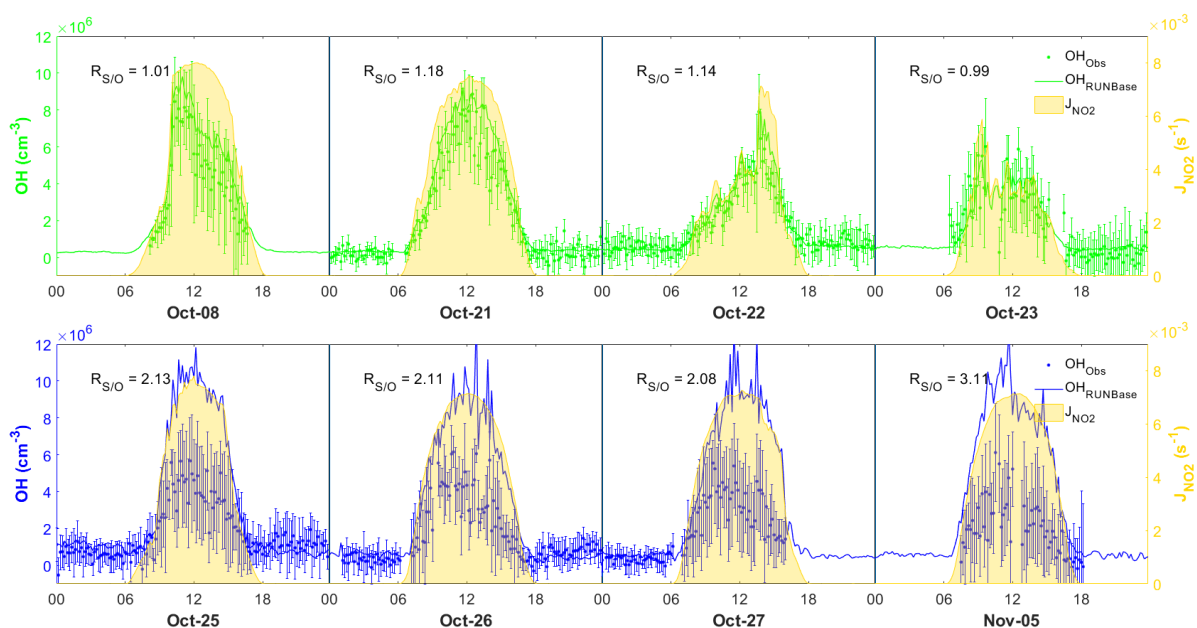 ×10⁶
×10⁻³
12
10
8
6
4
2
0
OH (cm⁻³)
R_S/O = 1.01
R_S/O = 1.18
R_S/O = 1.14
R_S/O = 0.99
OH_Obs
OH_RUNBase
J_NO2
8
6
4
2
0
J_NO2 (s⁻¹)
00 06 12 18 00 06 12 18 00 06 12 18 00 06 12 18
Oct-08 Oct-21 Oct-22 Oct-23
×10⁶
×10⁻³
12
10
8
6
4
2
0
OH (cm⁻³)
R_S/O = 2.13
R_S/O = 2.11
R_S/O = 2.08
R_S/O = 3.11
OH_Obs
OH_RUNBase
J_NO2
8
6
4
2
0
J_NO2 (s⁻¹)
00 06 12 18 00 06 12 18 00 06 12 18 00 06 12 18
Oct-25 Oct-26 Oct-27 Nov-05